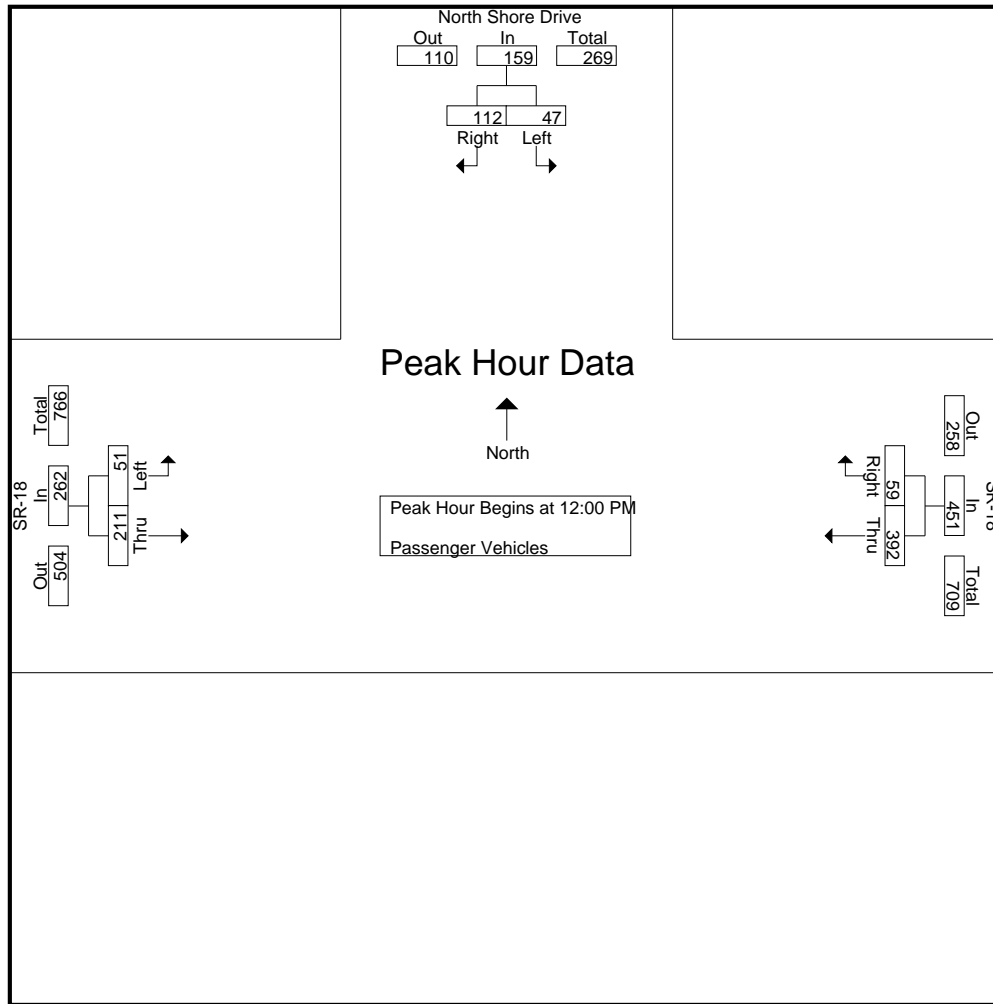 North Shore Drive
Out In Total
110 159 269
112 47
Right Left
Peak Hour Data
North
Peak Hour Begins at 12:00 PM
Passenger Vehicles
SR-18
Out In Total
504 262 766
211 51
Thru Left
SR-18
Out In Total
258 451 709
59 392
Right Thru